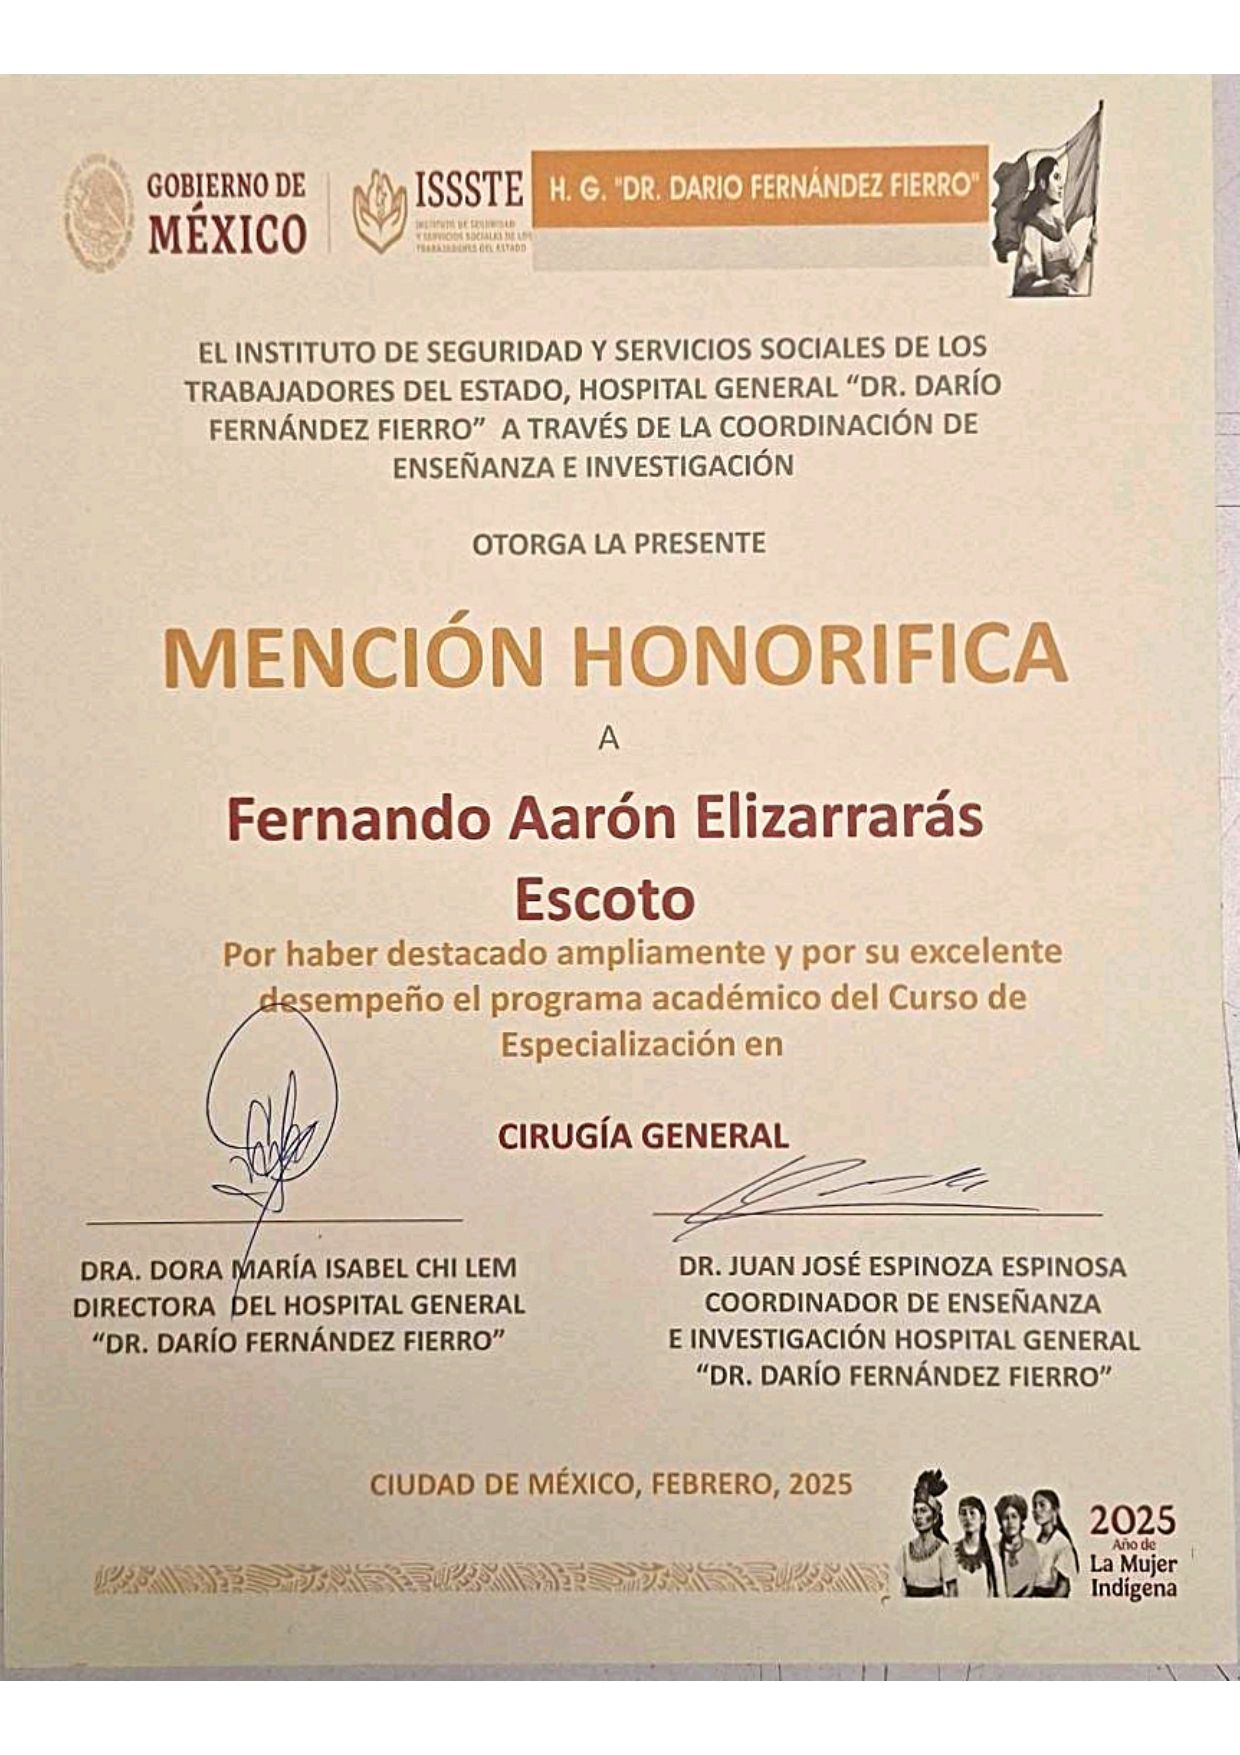 GOBIERNO DE
MÉXICO
ISSSTE
INSTITUTO DE SEGURIDAD
Y SERVICIOS SOCIALES DE LOS
TRABAJADORES DEL ESTADO
H. G. "DR. DARIO FERNÁNDEZ FIERRO"
EL INSTITUTO DE SEGURIDAD Y SERVICIOS SOCIALES DE LOS
TRABAJADORES DEL ESTADO, HOSPITAL GENERAL “DR. DARÍO
FERNÁNDEZ FIERRO” A TRAVÉS DE LA COORDINACIÓN DE
ENSEÑANZA E INVESTIGACIÓN
OTORGA LA PRESENTE
MENCIÓN HONORIFICA
A
Fernando Aarón Elizarrarás
Escoto
Por haber destacado ampliamente y por su excelente
desempeño el programa académico del Curso de
Especialización en
CIRUGÍA GENERAL
DRA. DORA MARÍA ISABEL CHI LEM
DIRECTORA DEL HOSPITAL GENERAL
“DR. DARÍO FERNÁNDEZ FIERRO”
DR. JUAN JOSÉ ESPINOZA ESPINOSA
COORDINADOR DE ENSEÑANZA
E INVESTIGACIÓN HOSPITAL GENERAL
“DR. DARÍO FERNÁNDEZ FIERRO”
CIUDAD DE MÉXICO, FEBRERO, 2025
2025
Año de
La Mujer
Indígena